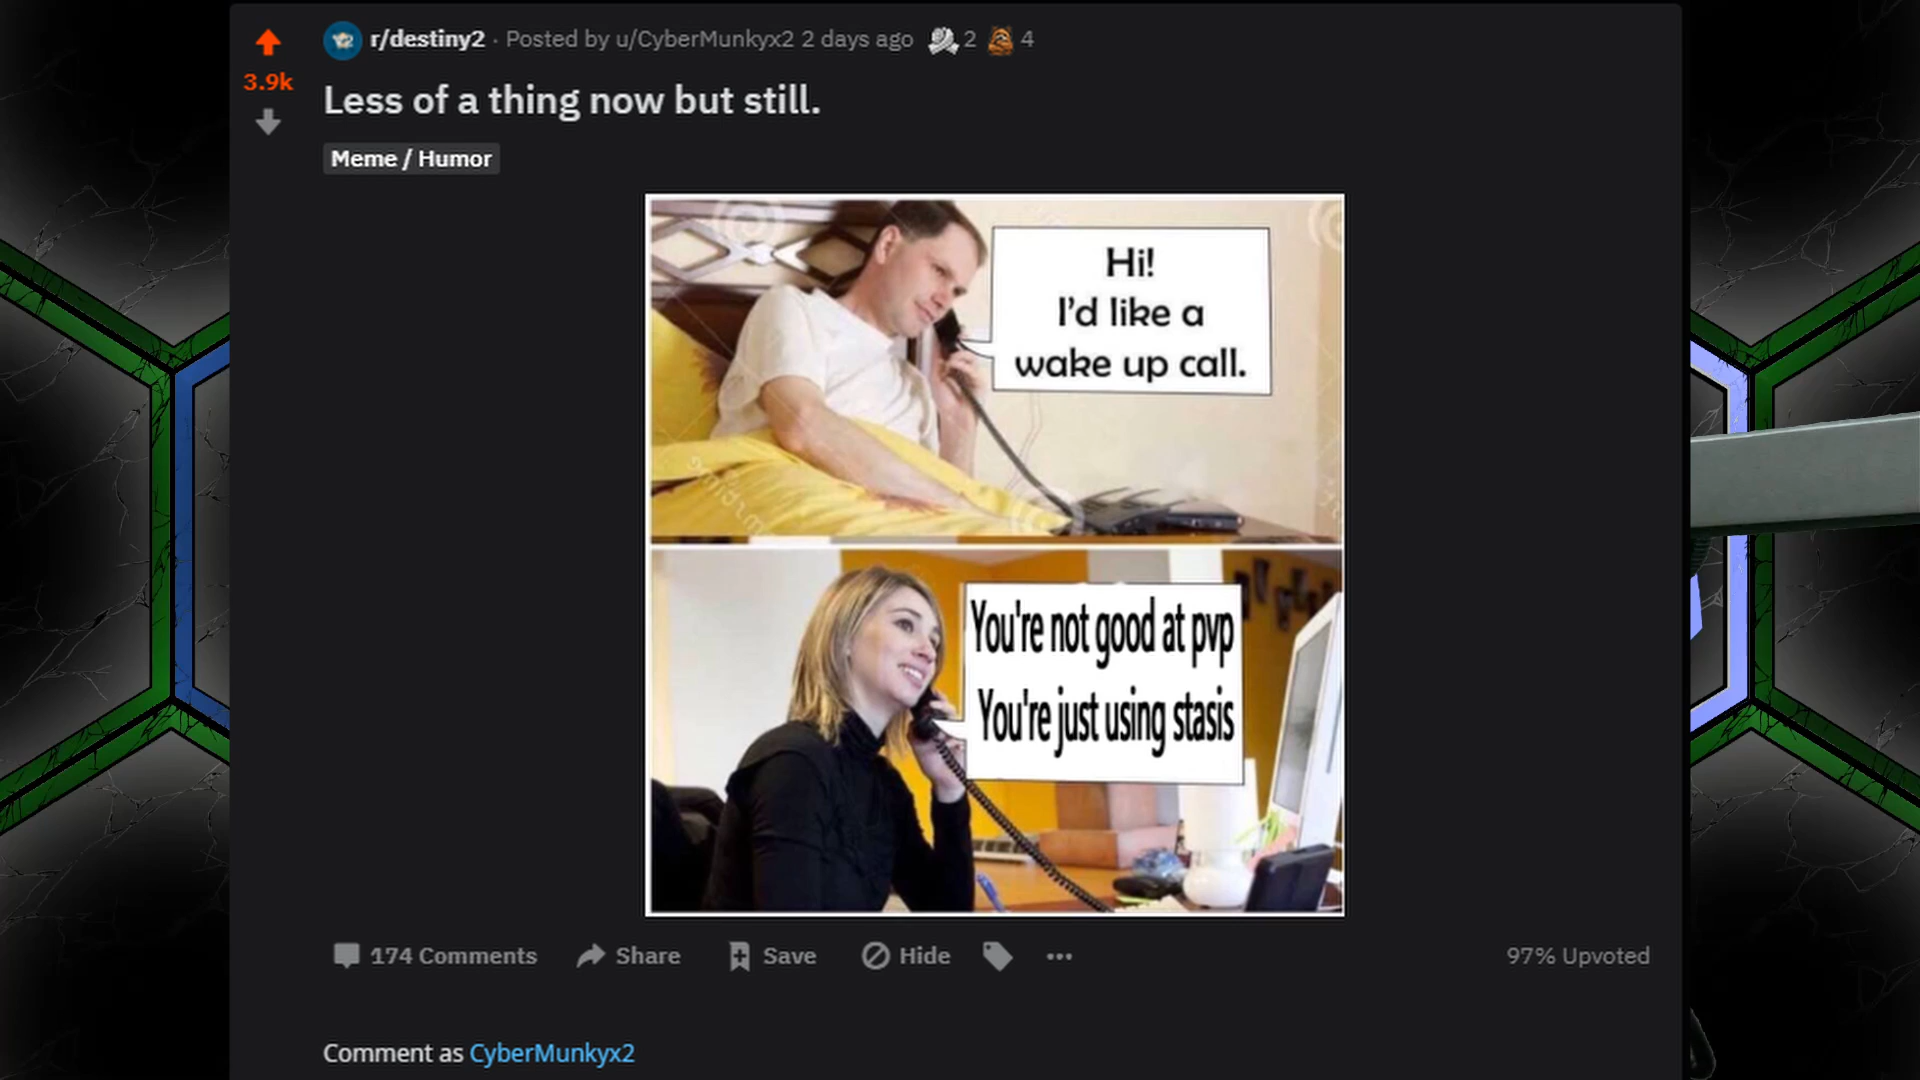 r/destiny2 · Posted by u/CyberMunkyx2 2 days ago 2 4
3.9k
Less of a thing now but still.
Meme / Humor
Hi!
I'd like a
wake up call.
You're not good at pvp
You're just using stasis
174 Comments Share Save Hide ... 97% Upvoted
Comment as CyberMunkyx2